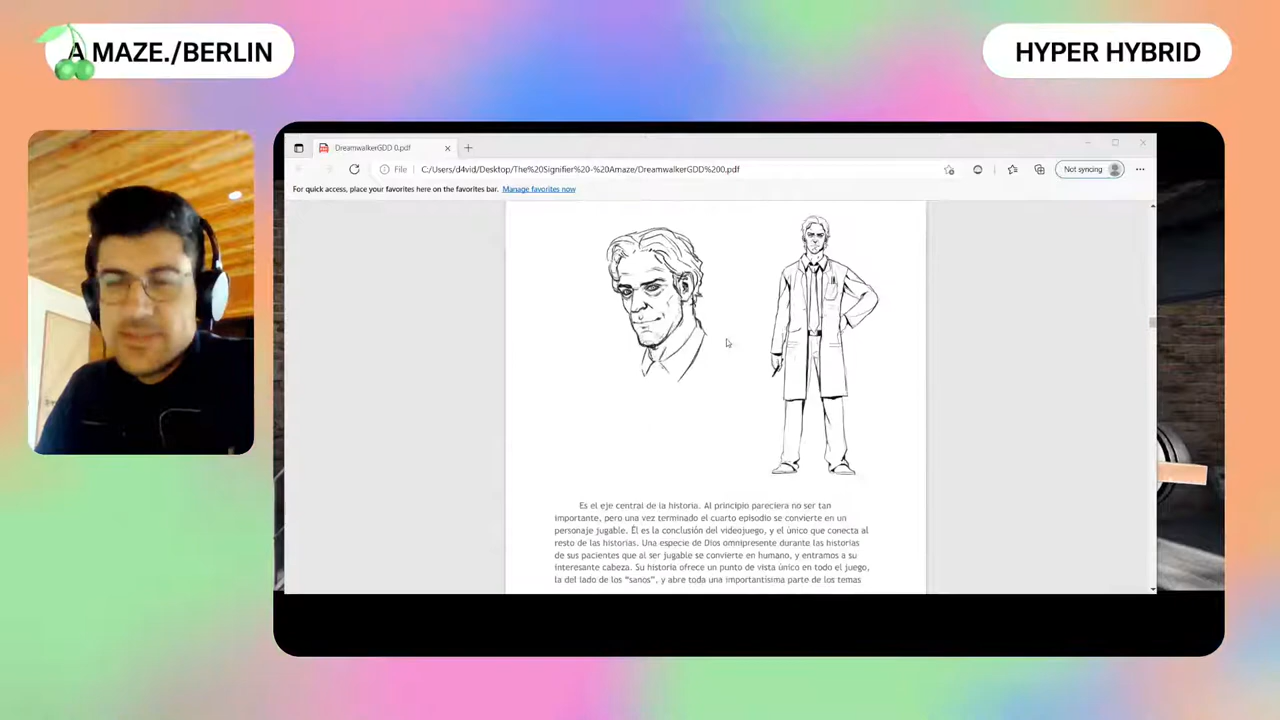 A MAZE./BERLIN
HYPER HYBRID
DreamwalkerGDD 0.pdf
File
C:/Users/d4vid/Desktop/The%20Signifier%20-%20Amaze/DreamwalkerGDD%200.pdf
Not syncing
For quick access, place your favorites here on the favorites bar. Manage favorites now
Es el eje central de la historia. Al principio pareciera no ser tan
importante, pero una vez terminado el cuarto episodio se convierte en un
personaje jugable. Él es la conclusión del videojuego, y el único que conecta al
resto de las historias. Una especie de Dios omnipresente durante las historias
de sus pacientes que al ser jugable se convierte en humano, y entramos a su
interesante cabeza. Su historia ofrece un punto de vista único en todo el juego,
la del lado de los “sanos”, y abre toda una importantísima parte de los temas